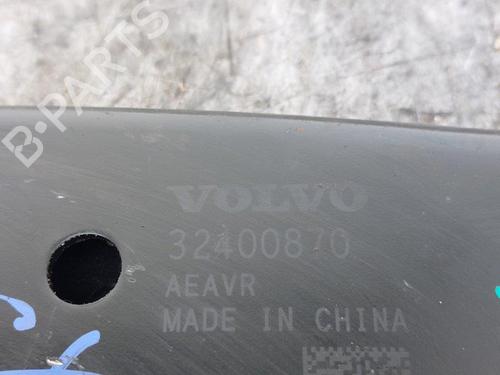 B-PARTS
VOLVO
32400870
AEAVR
MADE IN CHINA